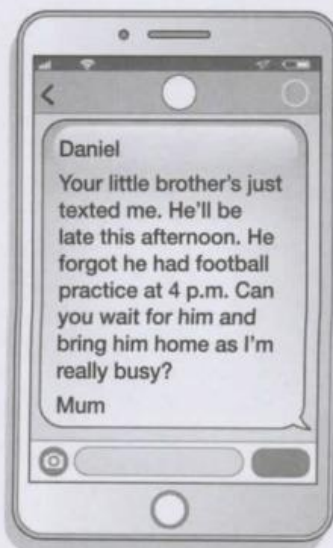 Daniel
Your little brother's just
texted me. He'll be
late this afternoon. He
forgot he had football
practice at 4 p.m. Can
you wait for him and
bring him home as I'm
really busy?
Mum